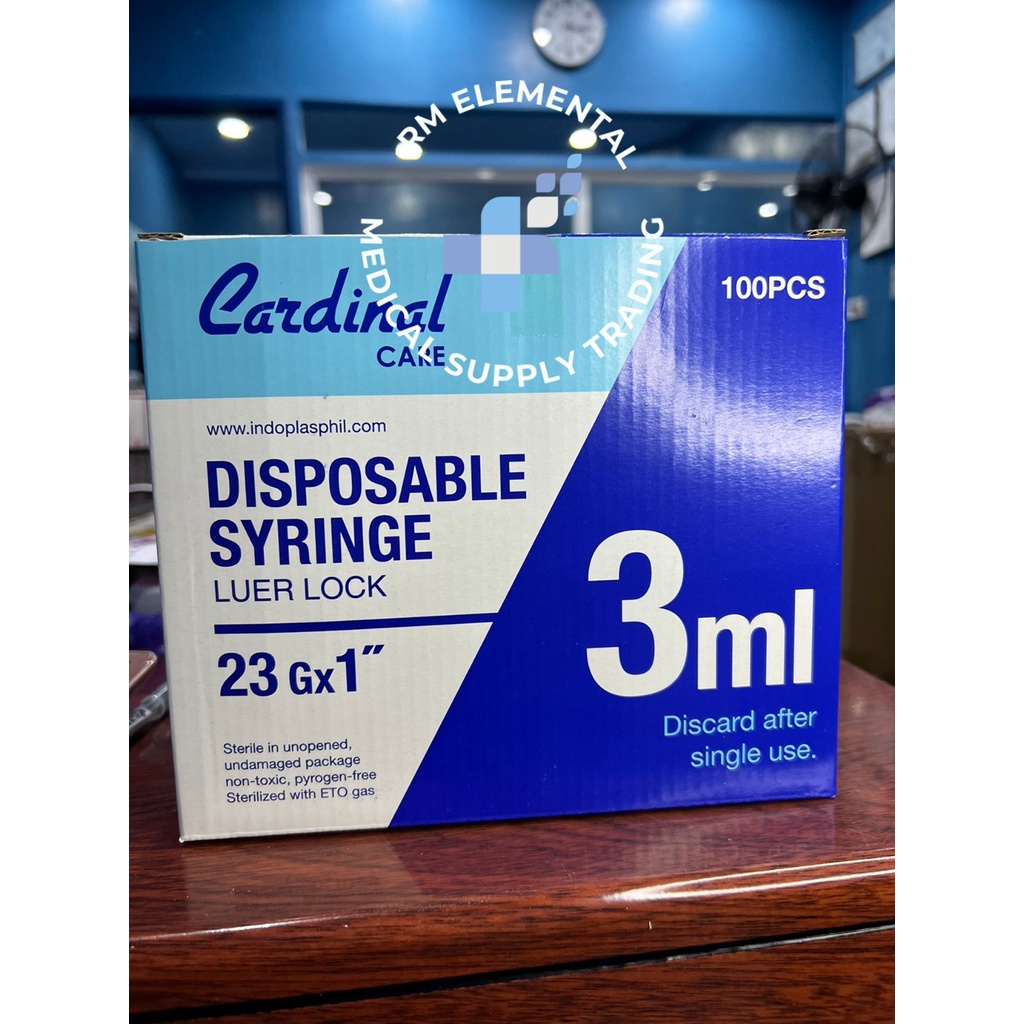 RM ELEMENTAL
MEDICAL SUPPLY TRADING
Cardinal
CARE
100PCS
www.indoplasphil.com
DISPOSABLE
SYRINGE
LUER LOCK
23 Gx1″
3ml
Discard after
single use.
Sterile in unopened,
undamaged package
non-toxic, pyrogen-free
Sterilized with ETO gas